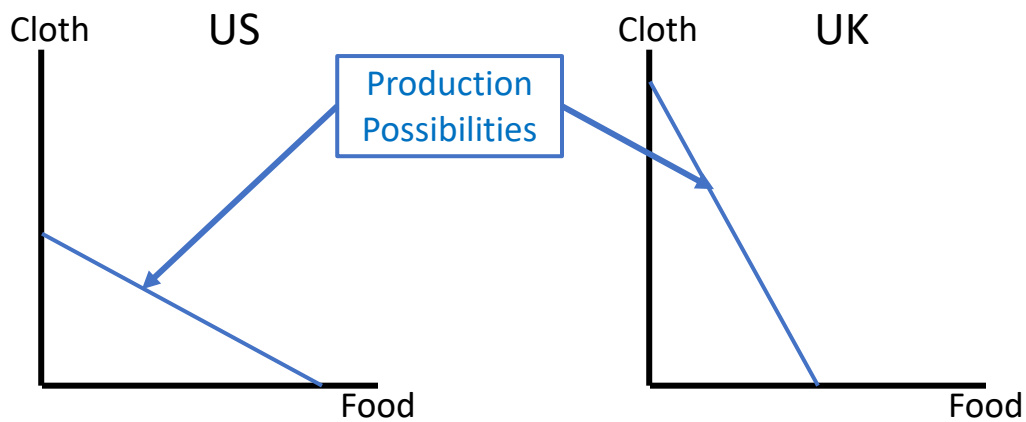 US
Cloth
Food
Production
Possibilities
UK
Cloth
Food